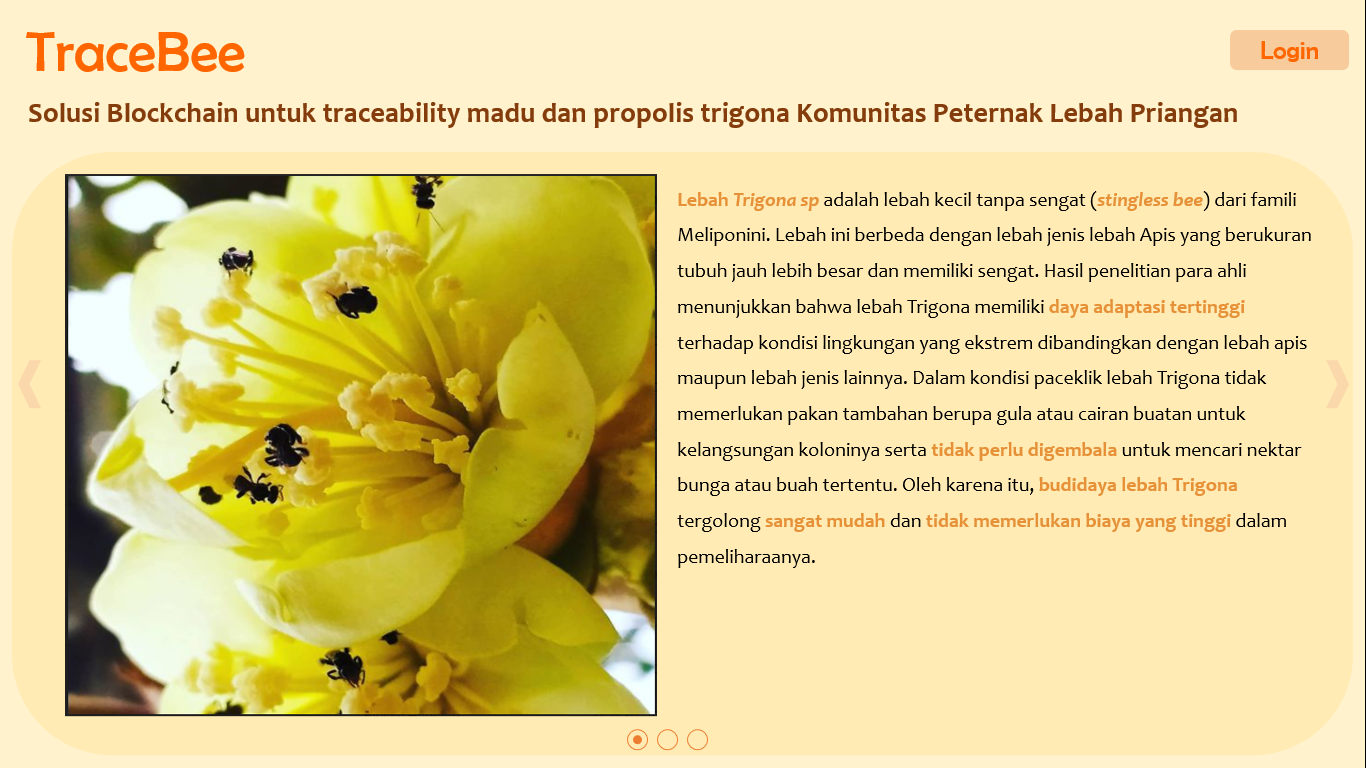 TraceBee
Login
Solusi Blockchain untuk traceability madu dan propolis trigona Komunitas Peternak Lebah Priangan
Lebah Trigona sp adalah lebah kecil tanpa sengat (stingless bee) dari famili
Meliponini. Lebah ini berbeda dengan lebah jenis lebah Apis yang berukuran
tubuh jauh lebih besar dan memiliki sengat. Hasil penelitian para ahli
menunjukkan bahwa lebah Trigona memiliki daya adaptasi tertinggi
terhadap kondisi lingkungan yang ekstrem dibandingkan dengan lebah apis
maupun lebah jenis lainnya. Dalam kondisi paceklik lebah Trigona tidak
memerlukan pakan tambahan berupa gula atau cairan buatan untuk
kelangsungan koloninya serta tidak perlu digembala untuk mencari nektar
bunga atau buah tertentu. Oleh karena itu, budidaya lebah Trigona
tergolong sangat mudah dan tidak memerlukan biaya yang tinggi dalam
pemeliharaanya.